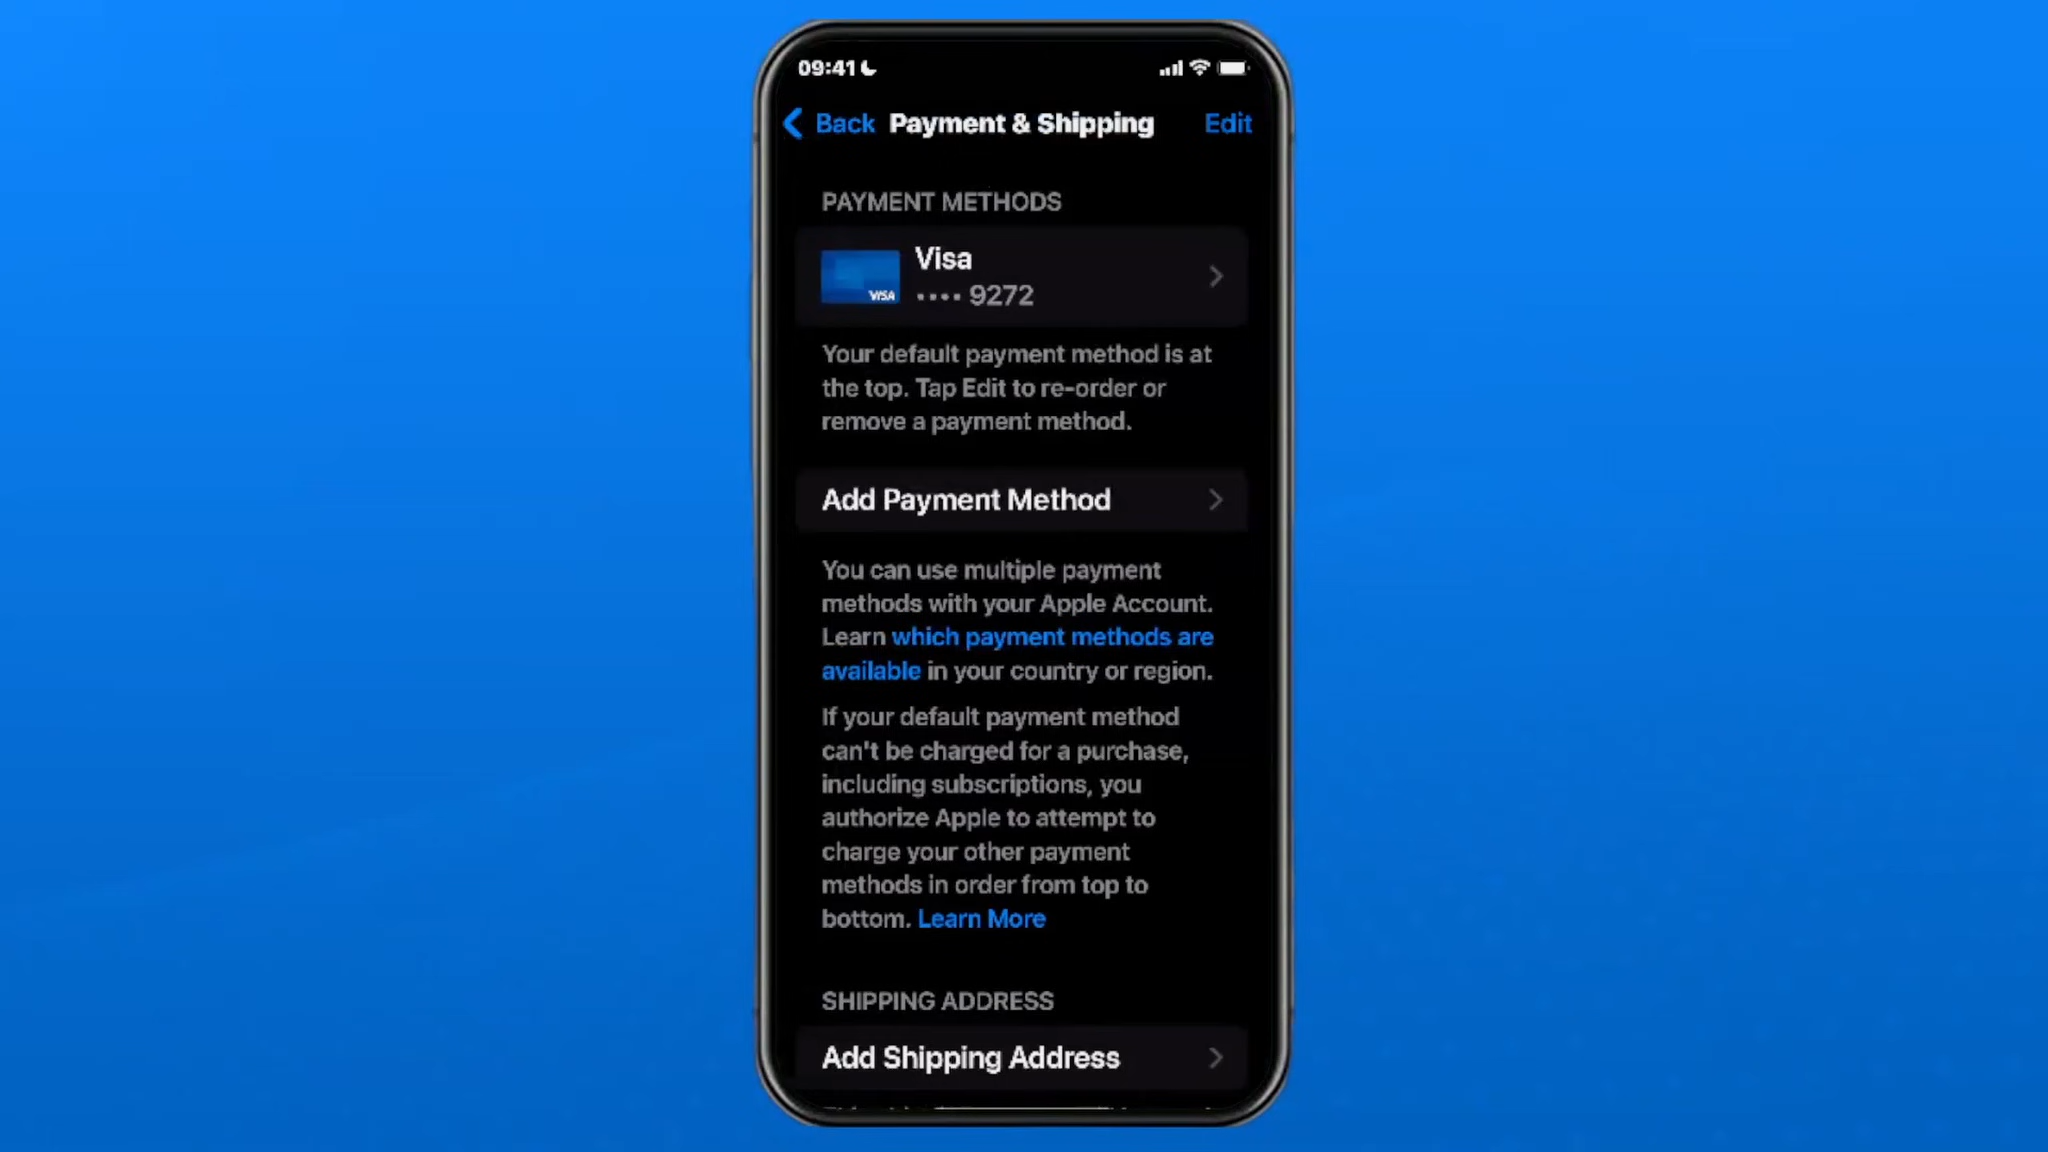 09:41
Back Payment & Shipping Edit
PAYMENT METHODS
Visa
VISA
•••• 9272
Your default payment method is at
the top. Tap Edit to re-order or
remove a payment method.
Add Payment Method
You can use multiple payment
methods with your Apple Account.
Learn which payment methods are
available in your country or region.
If your default payment method
can't be charged for a purchase,
including subscriptions, you
authorize Apple to attempt to
charge your other payment
methods in order from top to
bottom. Learn More
SHIPPING ADDRESS
Add Shipping Address